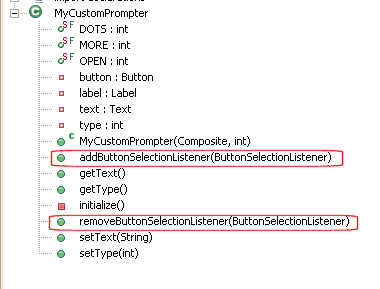 MyCustomPrompter
S F DOTS : int
S F MORE : int
S F OPEN : int
button : Button
label : Label
text : Text
type : int
C MyCustomPrompter(Composite, int)
addButtonSelectionListener(ButtonSelectionListener)
getText()
getType()
initialize()
removeButtonSelectionListener(ButtonSelectionListener)
setText(String)
setType(int)